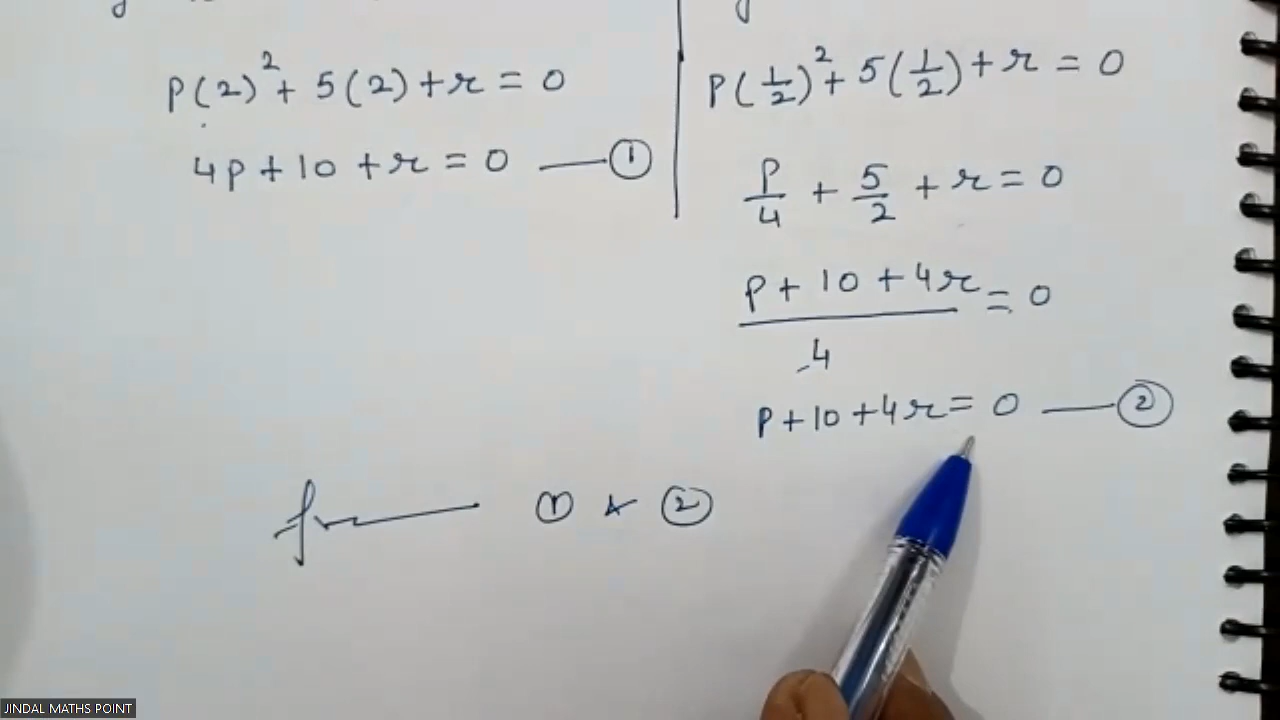 P(2)² + 5(2) + r = 0
4p + 10 + r = 0 — ①
P(1/2)² + 5(1/2) + r = 0
P/4 + 5/2 + r = 0
(P + 10 + 4r)/4 = 0
P + 10 + 4r = 0 — ②
from ① & ②
JINDAL MATHS POINT